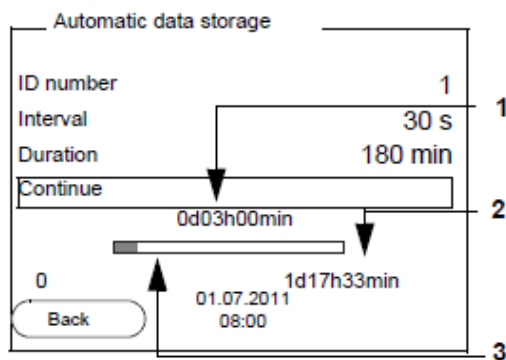 Automatic data storage
ID number 1
1
Interval 30 s
Duration 180 min
Continue
2
0d03h00min
0 1d17h33min
01.07.2011
Back 08:00
3